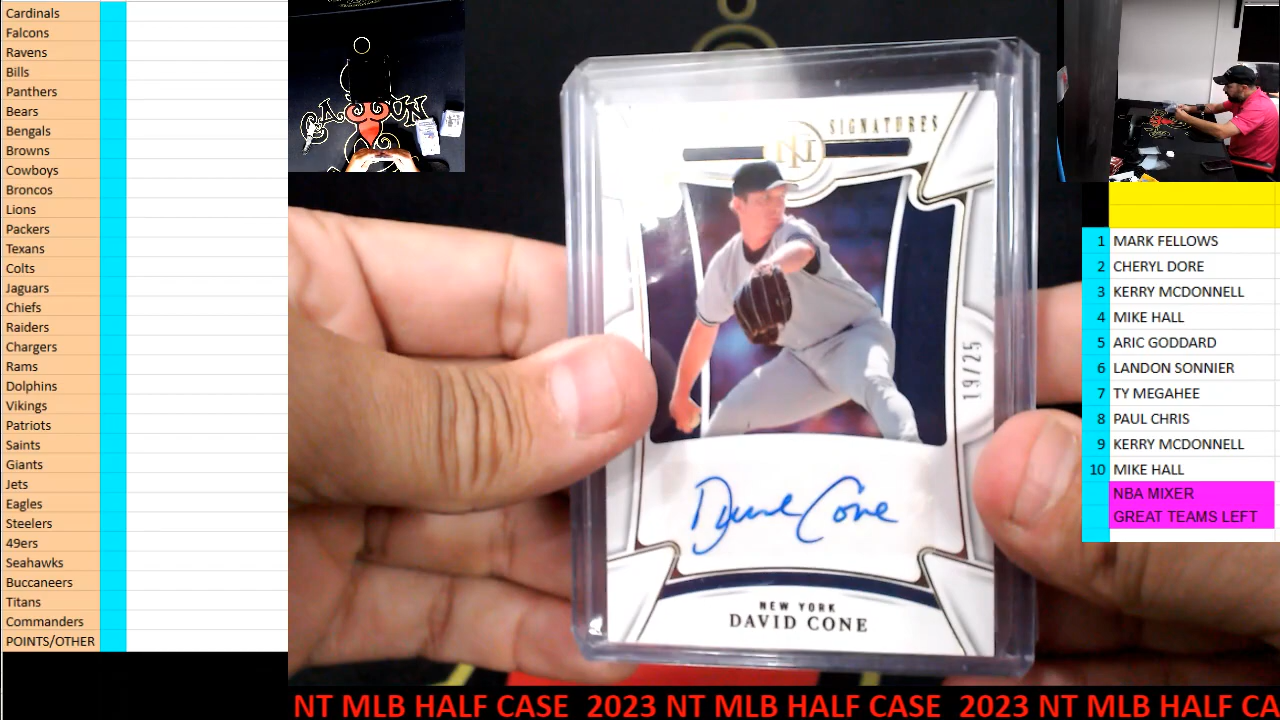 Cardinals
Falcons
Ravens
Bills
Panthers
Bears
Bengals
Browns
Cowboys
Broncos
Lions
Packers
Texans
Colts
Jaguars
Chiefs
Raiders
Chargers
Rams
Dolphins
Vikings
Patriots
Saints
Giants
Jets
Eagles
Steelers
49ers
Seahawks
Buccaneers
Titans
Commanders
POINTS/OTHER
SIGNATURES
19/25
David Cone
NEW YORK
DAVID CONE
1 MARK FELLOWS
2 CHERYL DORE
3 KERRY MCDONNELL
4 MIKE HALL
5 ARIC GODDARD
6 LANDON SONNIER
7 TY MEGAHEE
8 PAUL CHRIS
9 KERRY MCDONNELL
10 MIKE HALL
NBA MIXER
GREAT TEAMS LEFT
NT MLB HALF CASE 2023 NT MLB HALF CASE 2023 NT MLB HALF CA